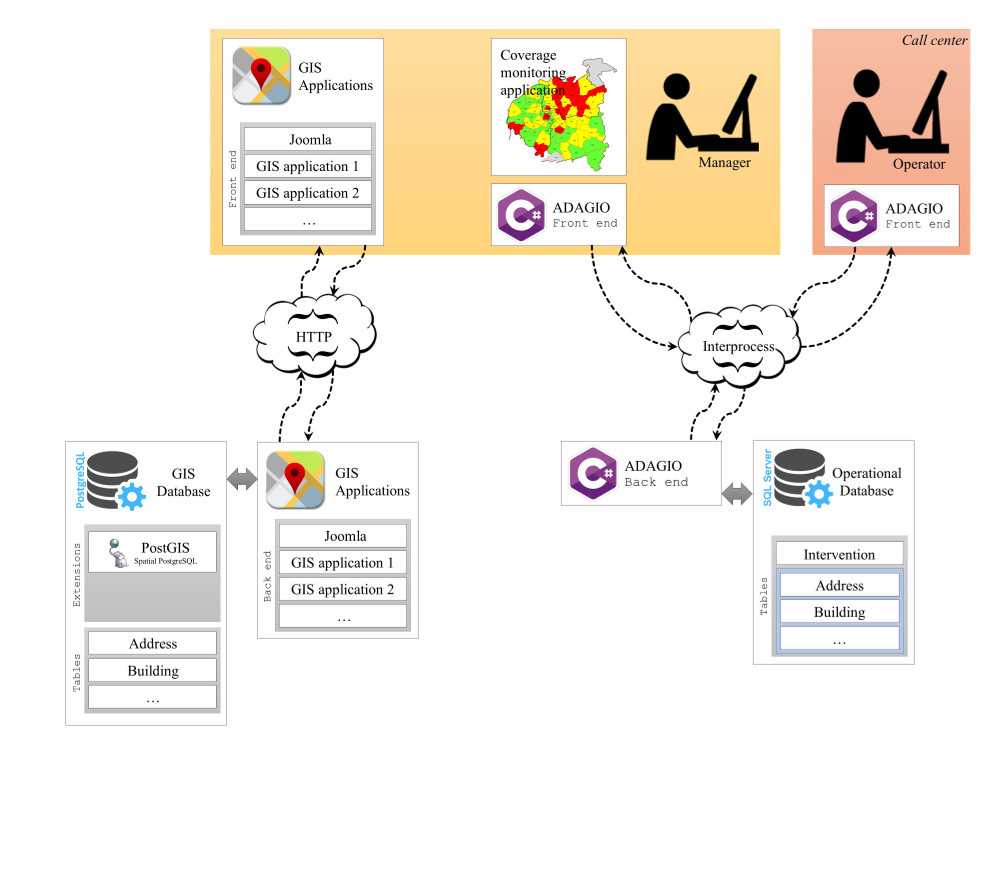 GIS
Applications
Front end
Joomla
GIS application 1
GIS application 2
...
Coverage
monitoring
application
Manager
C#
ADAGIO
Front end
Call center
Operator
C#
ADAGIO
Front end
HTTP
Interprocess
PostgreSQL
GIS
Database
Extensions
PostGIS
Spatial PostgreSQL
Tables
Address
Building
...
GIS
Applications
Back end
Joomla
GIS application 1
GIS application 2
...
C#
ADAGIO
Back end
SQL Server
Operational
Database
Tables
Intervention
Address
Building
...